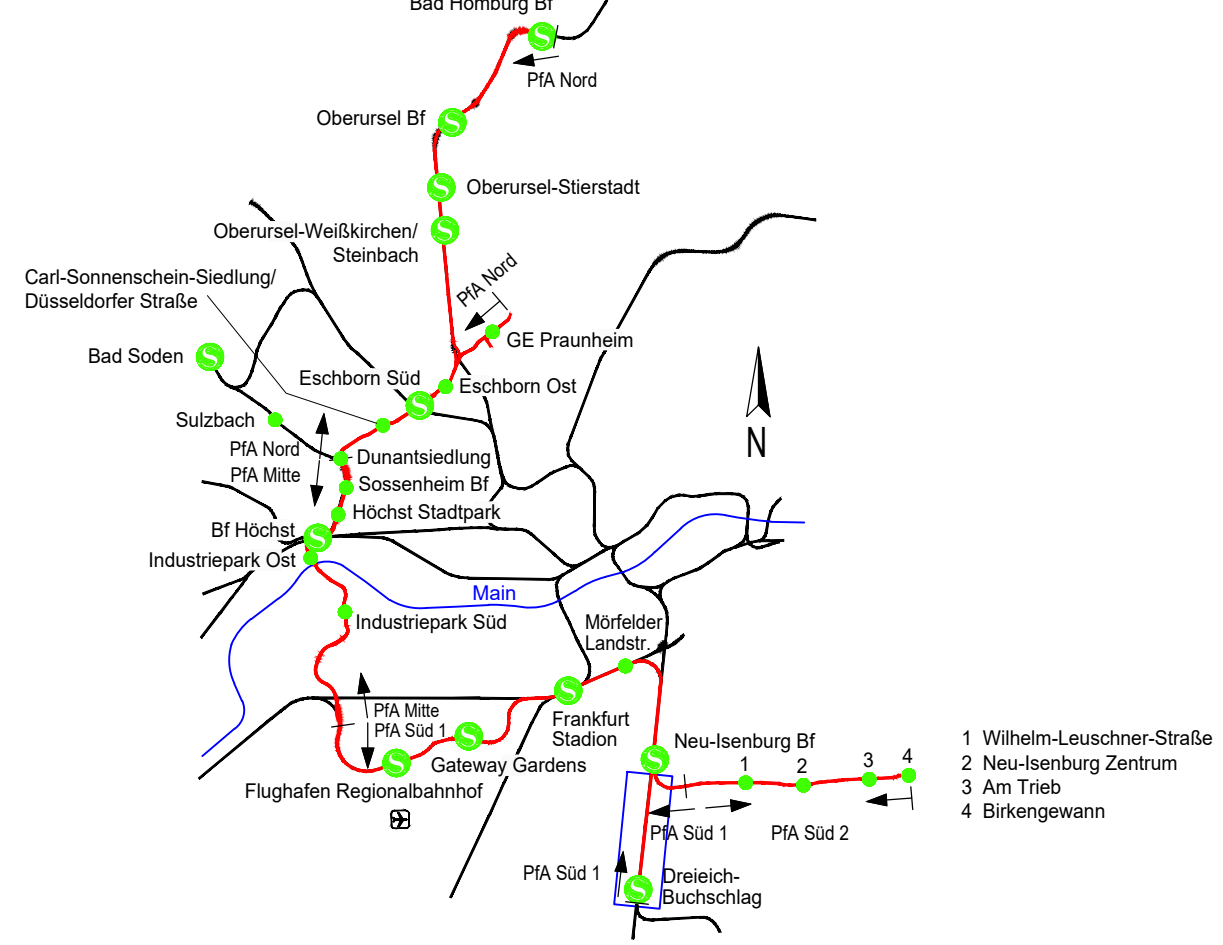 Bad Homburg Bf
PfA Nord
Oberursel Bf
Oberursel-Stierstadt
Oberursel-Weißkirchen/
Steinbach
PfA Nord
Carl-Sonnenschein-Siedlung/
Düsseldorfer Straße
GE Praunheim
Bad Soden
Eschborn Süd
Eschborn Ost
Sulzbach
PfA Nord
PfA Mitte
Dunantsiedlung
Sossenheim Bf
Höchst Stadtpark
N
Bf Höchst
Industriepark Ost
Main
Industriepark Süd
Mörfelder
Landstr.
PfA Mitte
PfA Süd 1
Frankfurt
Stadion
Gateway Gardens
Flughafen Regionalbahnhof
Neu-Isenburg Bf
1 2 3 4
PfA Süd 1
PfA Süd 2
PfA Süd 1
Dreieich-
Buchschlag
1 Wilhelm-Leuschner-Straße
2 Neu-Isenburg Zentrum
3 Am Trieb
4 Birkengewann